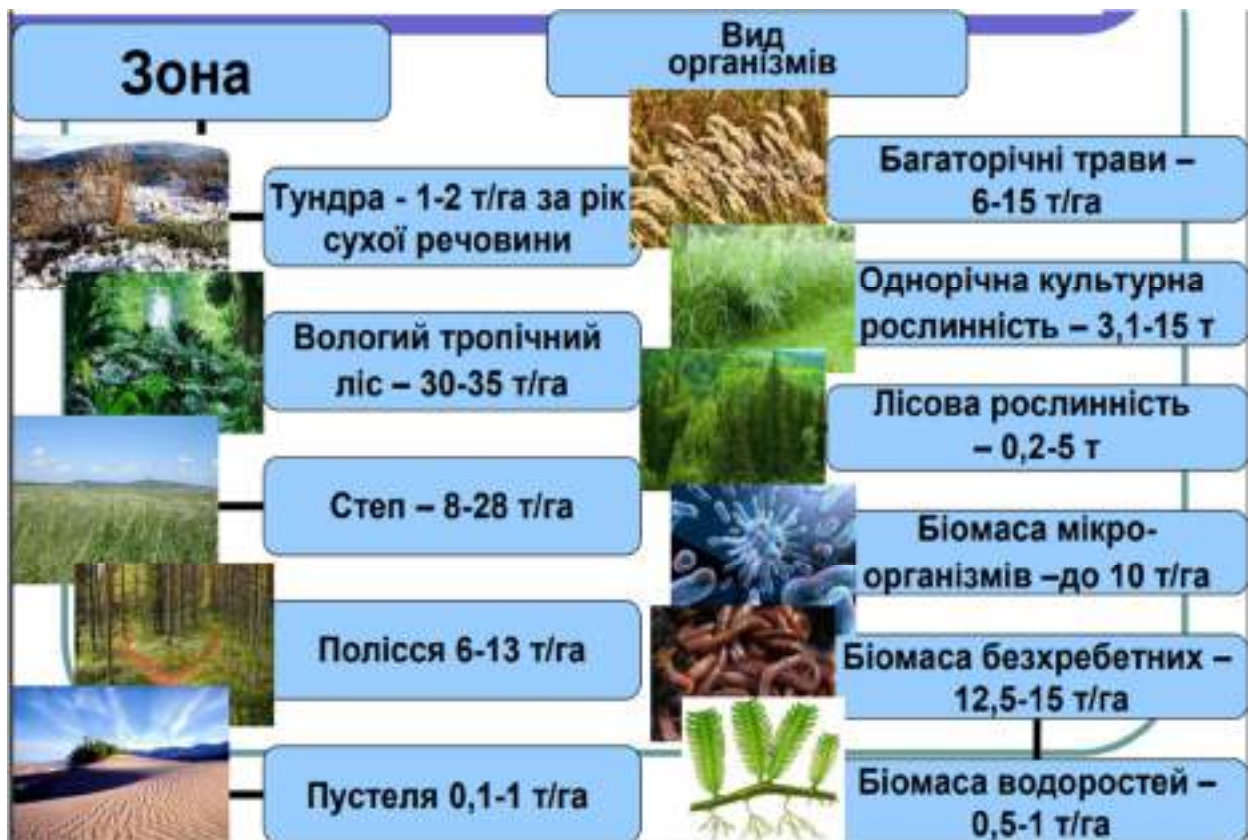 Зона
Тундра - 1-2 т/га за рік
сухої речовини
Вологий тропічний
ліс – 30-35 т/га
Степ – 8-28 т/га
Полісся 6-13 т/га
Пустеля 0,1-1 т/га
Вид
організмів
Багаторічні трави –
6-15 т/га
Однорічна культурна
рослинність – 3,1-15 т
Лісова рослинність
– 0,2-5 т
Біомаса мікро-
організмів –до 10 т/га
Біомаса безхребетних –
12,5-15 т/га
Біомаса водоростей –
0,5-1 т/га